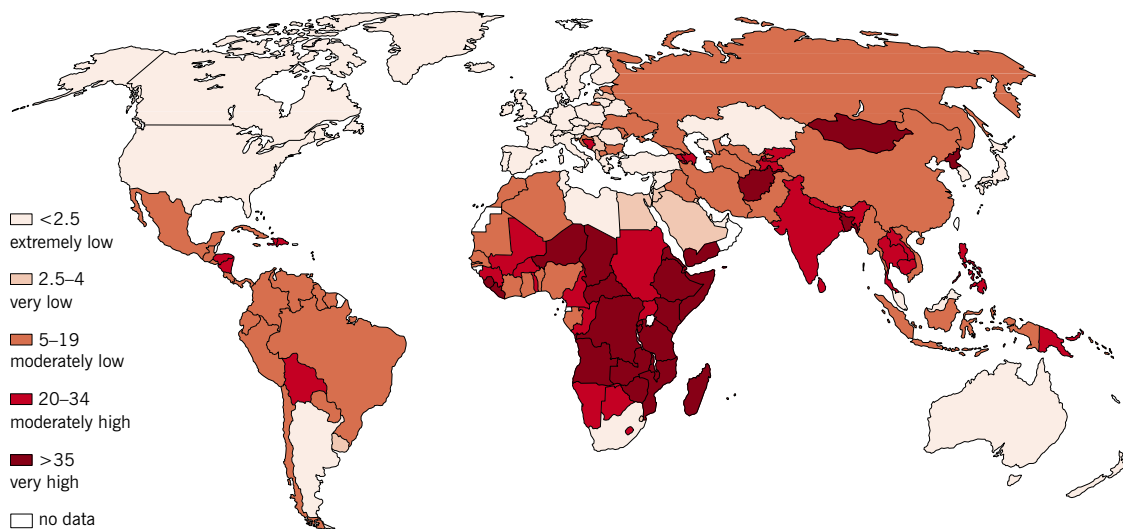 <2.5
extremely low
2.5–4
very low
5–19
moderately low
20–34
moderately high
>35
very high
no data